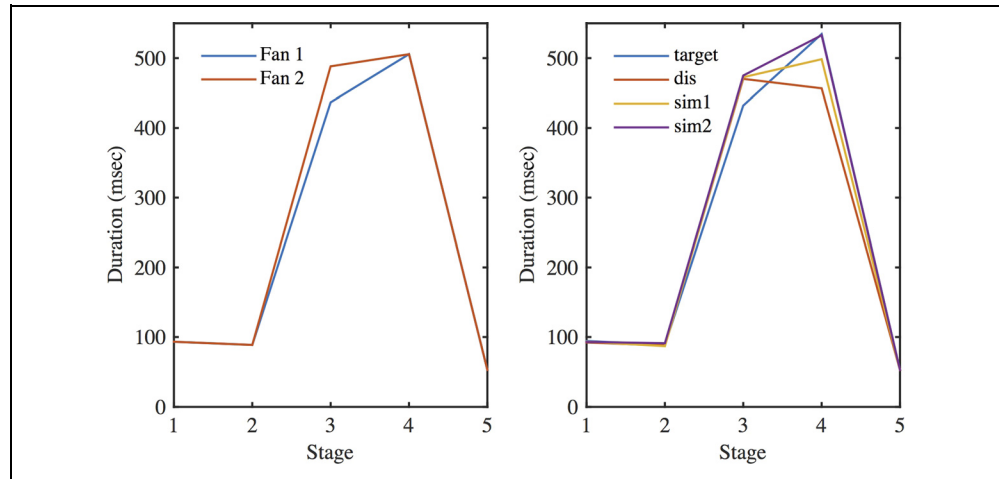 Fan 1
Fan 2
Duration (msec)
500
400
300
200
100
0
1 2 3 4 5
Stage
target
dis
sim1
sim2
Duration (msec)
500
400
300
200
100
0
1 2 3 4 5
Stage